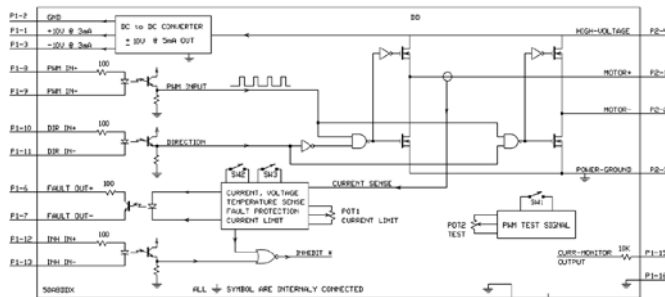 P1-2 GND
P1-1 +10V @ 3mA
P1-3 -10V @ 3mA
DC to DC CONVERTER
± 10V @ 5mA OUT
DD
HIGH-VOLTAGE
P1-8 PWM IN+ 100
P1-9 PWM IN-
PWM INPUT
MOTOR+
MOTOR-
P1-10 DIR IN+ 100
P1-11 DIR IN-
DIRECTION
P1-6 FAULT OUT+ 100
P1-7 FAULT OUT-
SW2 SW3
CURRENT, VOLTAGE
TEMPERATURE SENSE
FAULT PROTECTION
CURRENT LIMIT
CURRENT SENSE
POT1
CURRENT LIMIT
POWER-GROUND
SW1
POT2
TEST
PWM TEST SIGNAL
P1-12 INH IN+ 100
P1-13 INH IN-
INHIBIT *
CURR-MONITOR
OUTPUT
10K
50A8DDX
ALL SYMBOL ARE INTERNALY CONNECTED